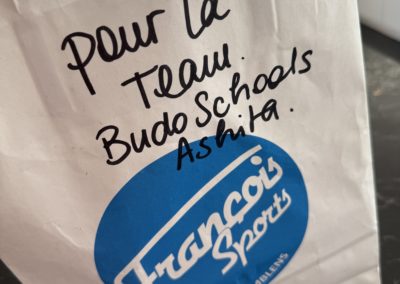 Pour La
Team.
Budo Schools
Ashita.
François
Sports